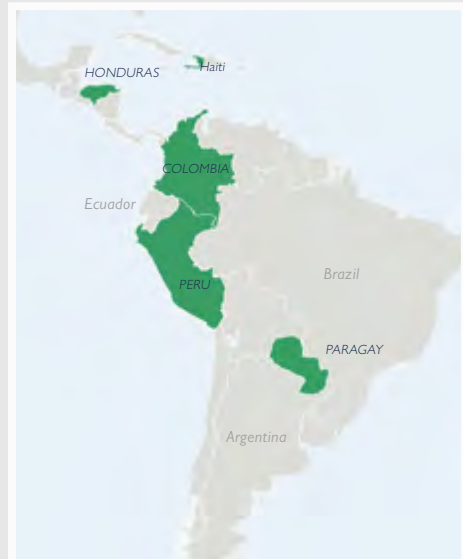 Haiti
HONDURAS
COLOMBIA
Ecuador
Brazil
PERU
PARAGAY
Argentina